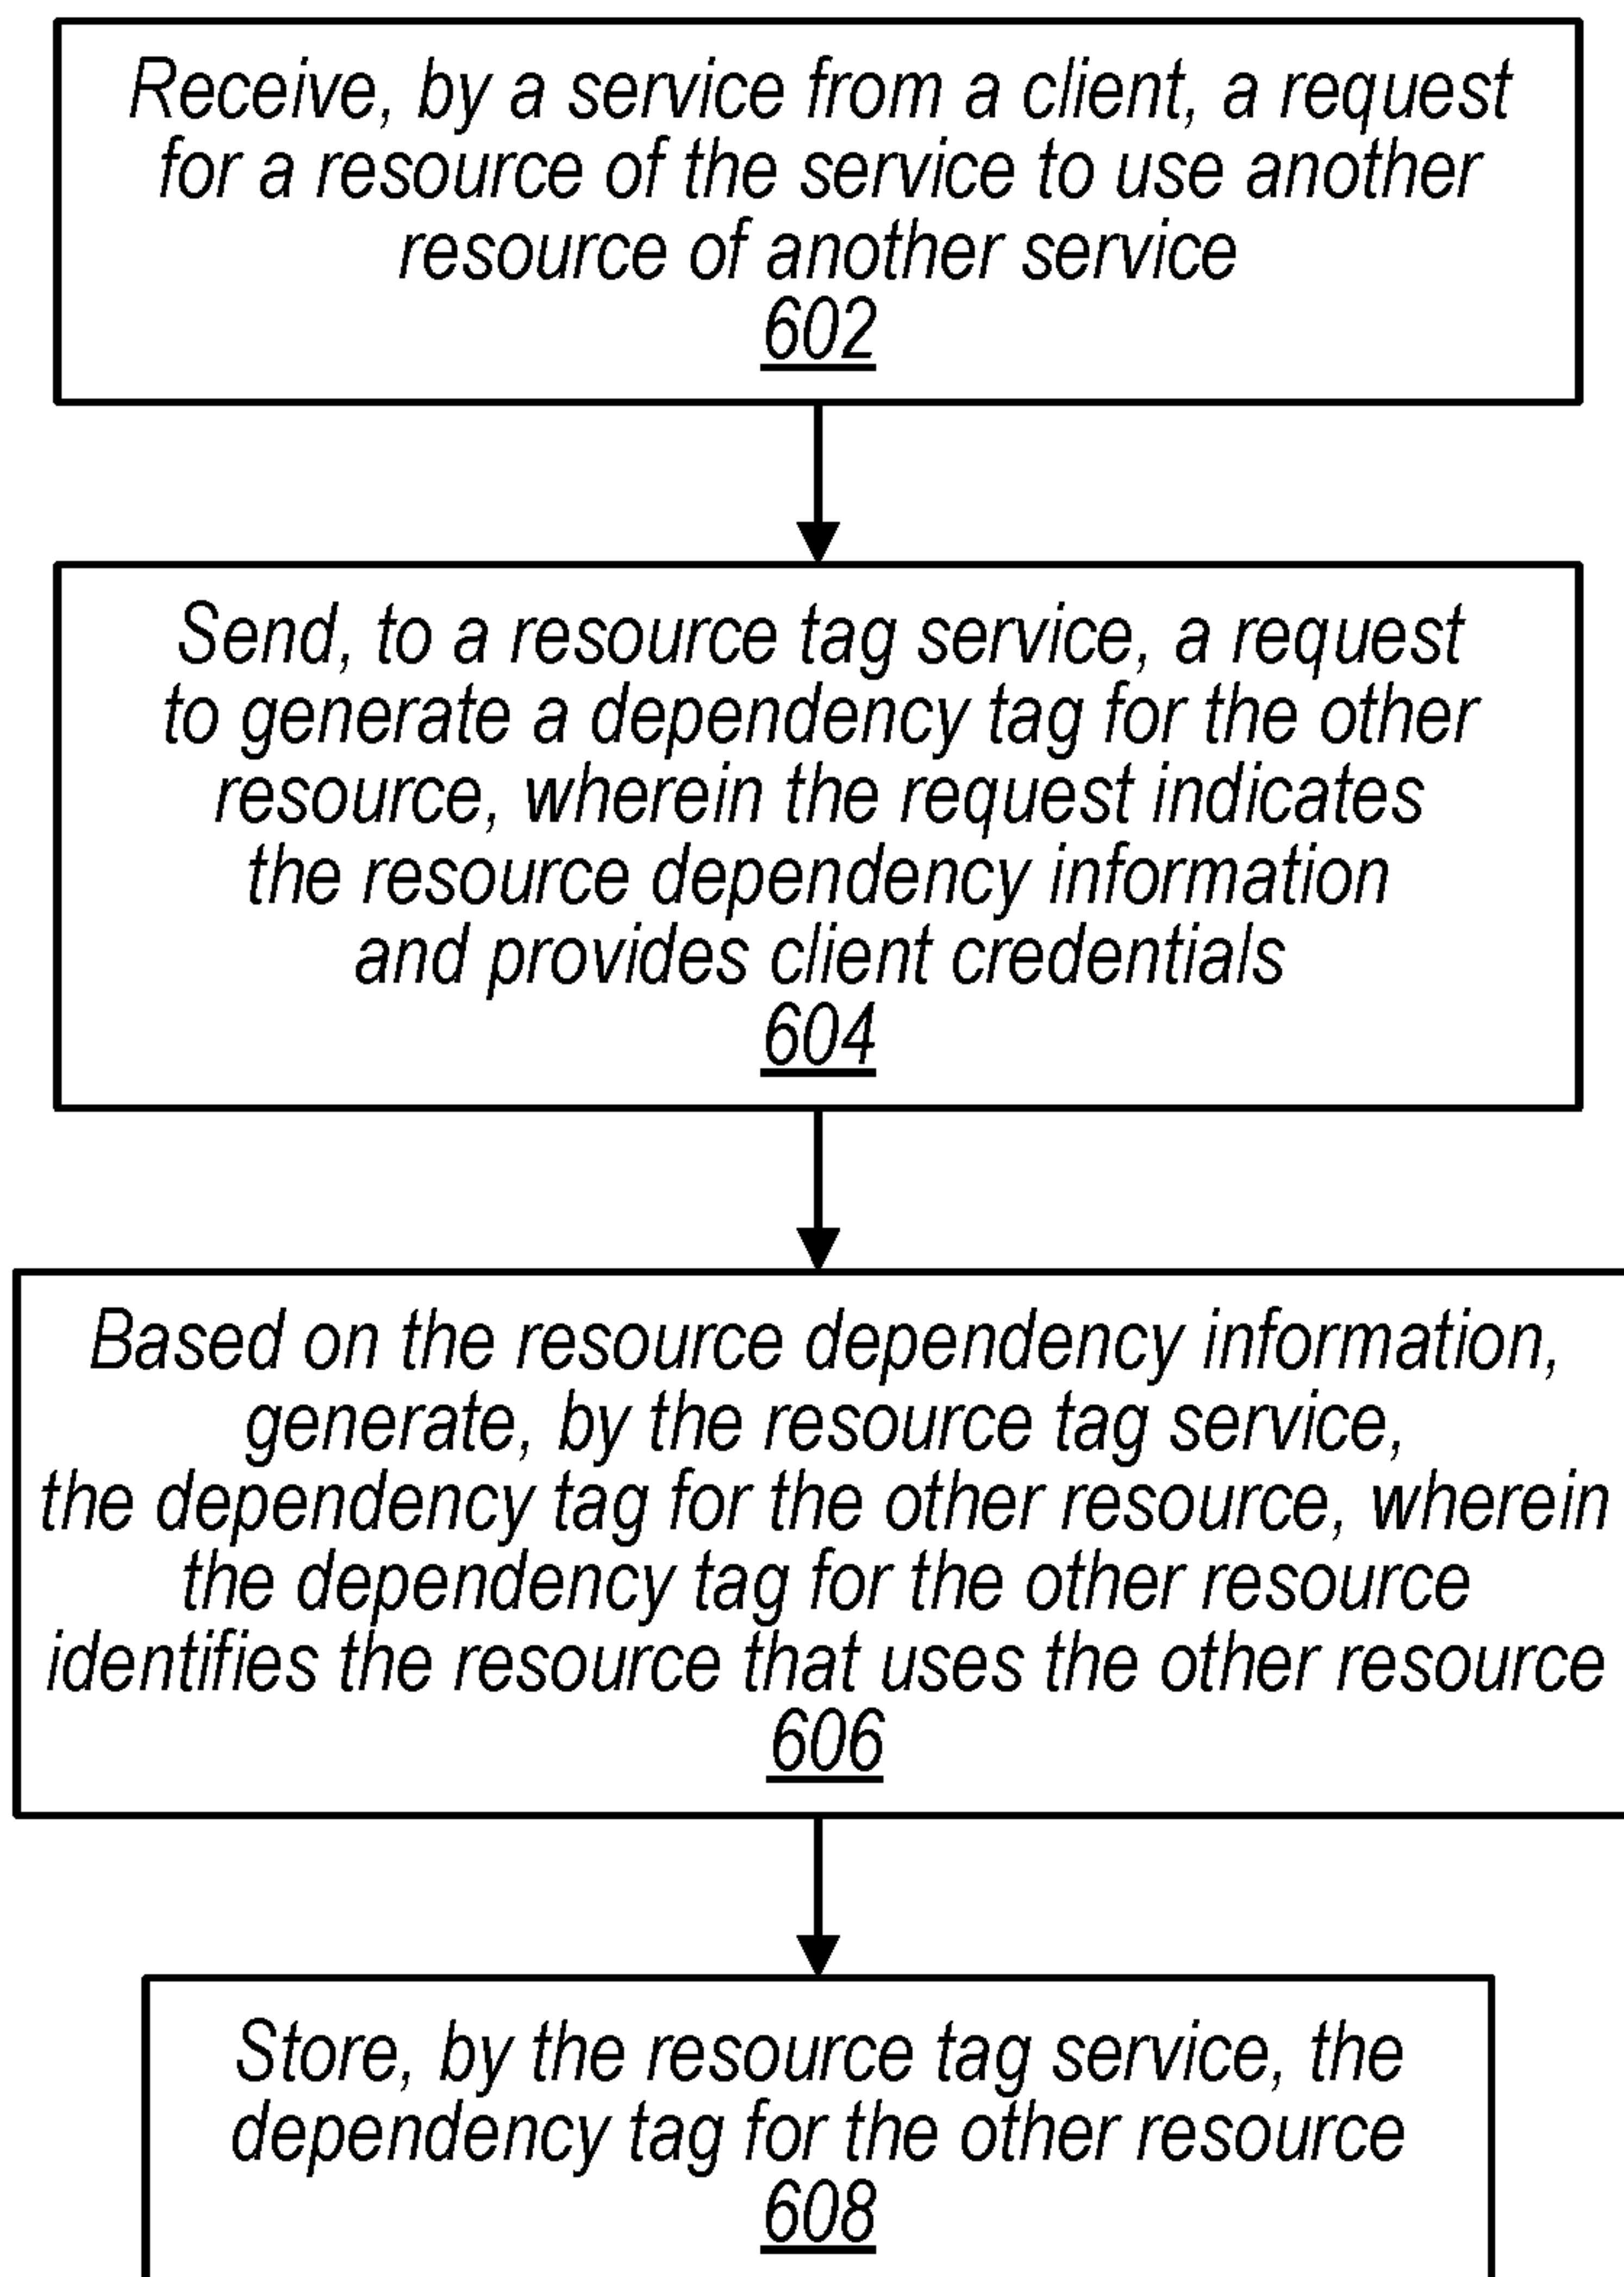 Receive, by a service from a client, a request
for a resource of the service to use another
resource of another service
602
Send, to a resource tag service, a request
to generate a dependency tag for the other
resource, wherein the request indicates
the resource dependency information
and provides client credentials
604
Based on the resource dependency information,
generate, by the resource tag service,
the dependency tag for the other resource, wherein
the dependency tag for the other resource
identifies the resource that uses the other resource
606
Store, by the resource tag service, the
dependency tag for the other resource
608